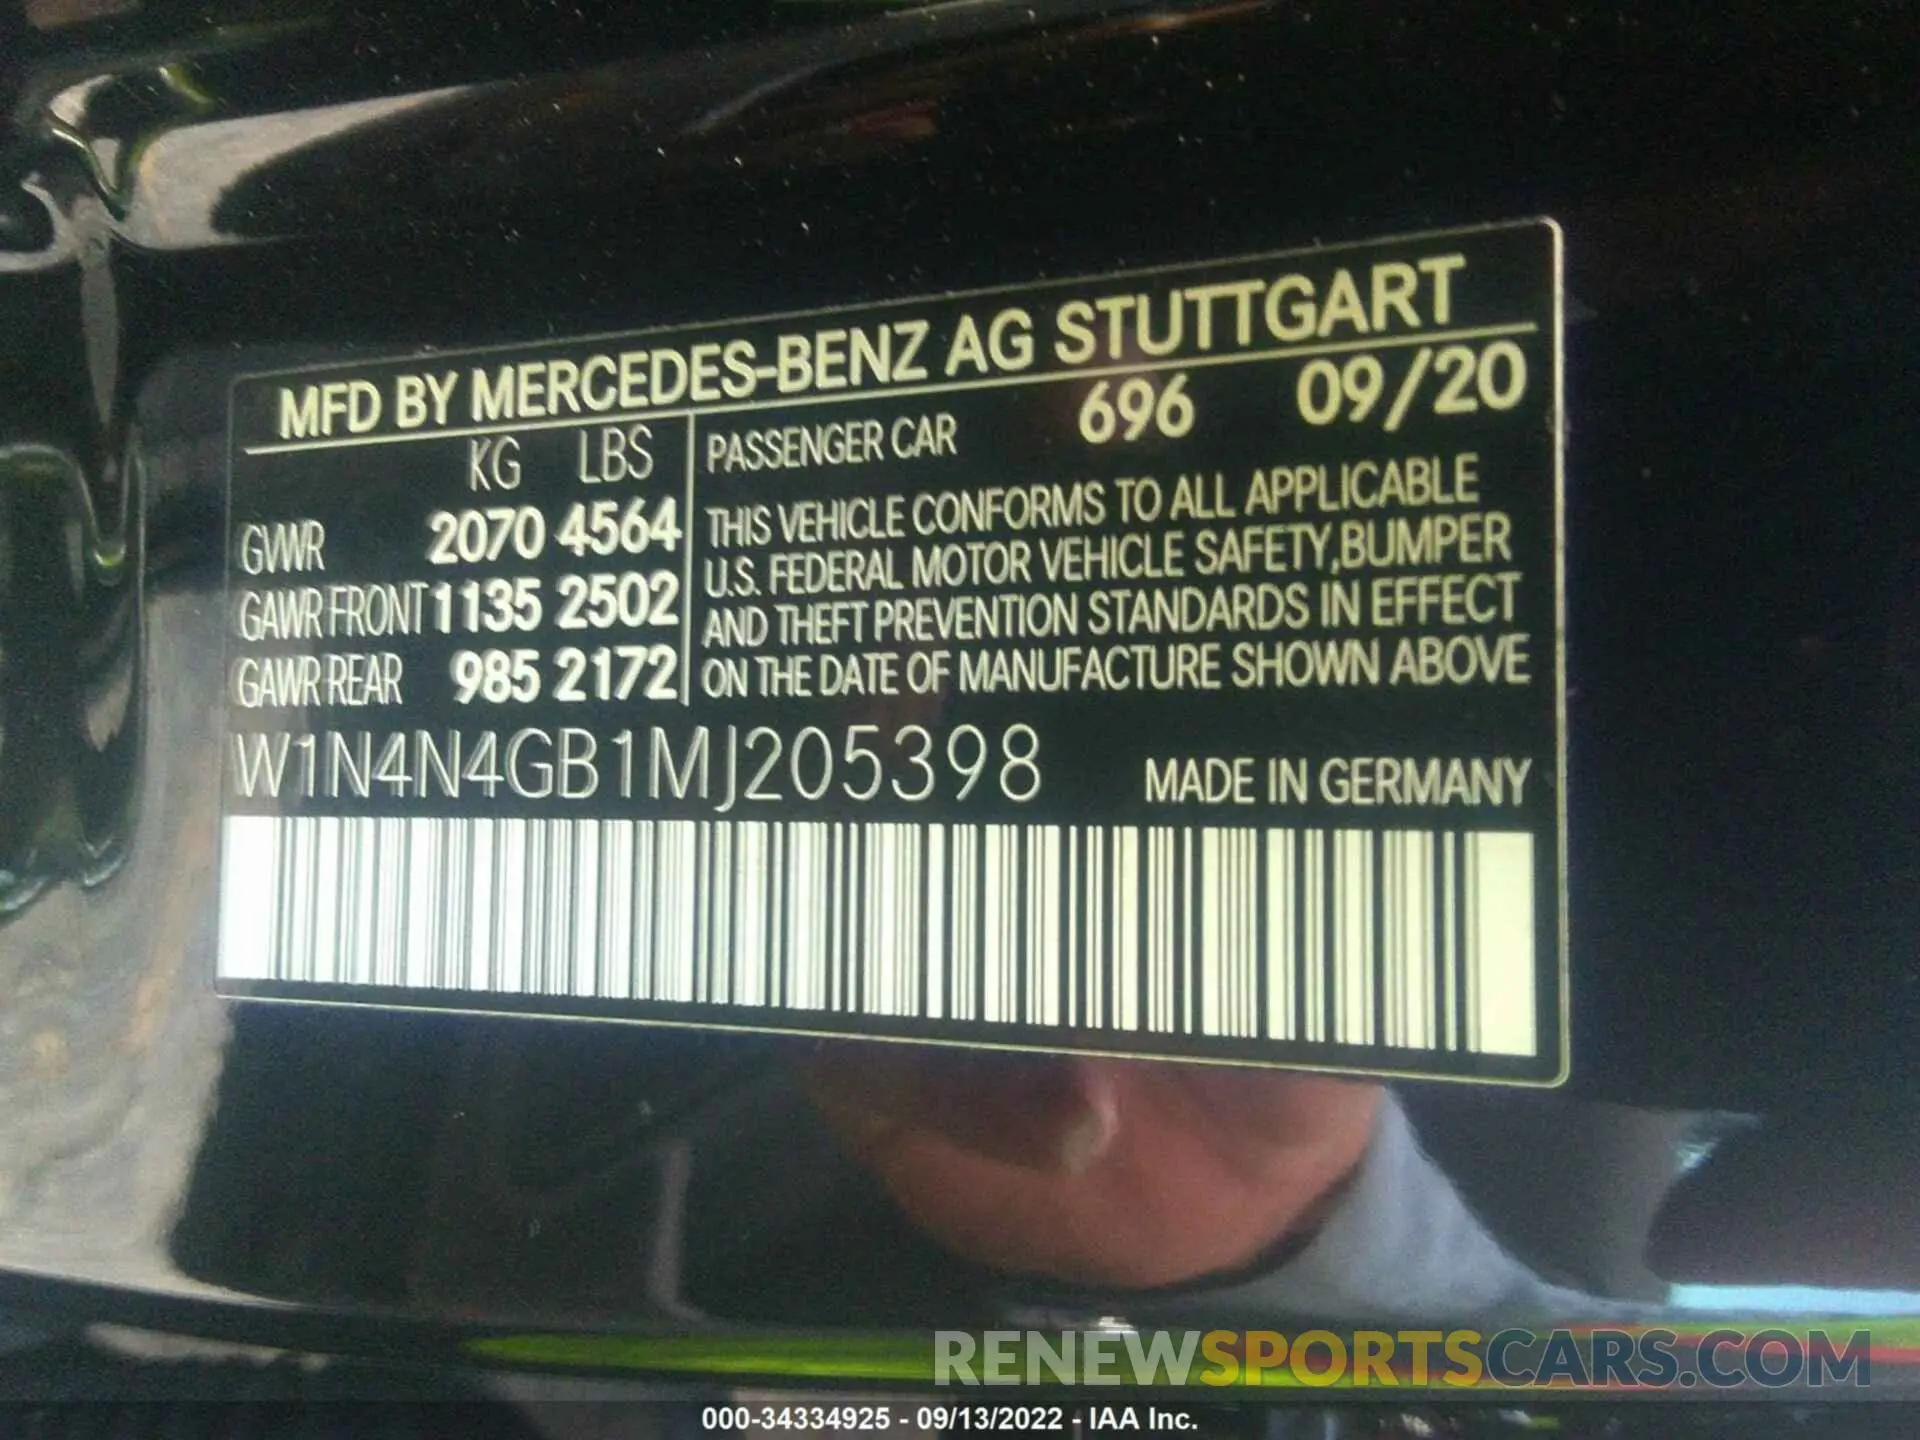 MFD BY MERCEDES-BENZ AG STUTTGART
KG LBS
GVWR 2070 4564
GAWR FRONT 1135 2502
GAWR REAR 985 2172
PASSENGER CAR 696 09/20
THIS VEHICLE CONFORMS TO ALL APPLICABLE
U.S. FEDERAL MOTOR VEHICLE SAFETY,BUMPER
AND THEFT PREVENTION STANDARDS IN EFFECT
ON THE DATE OF MANUFACTURE SHOWN ABOVE
W1N4N4GB1MJ205398 MADE IN GERMANY
RENEWSPORTSCARS.COM
000-34334925 - 09/13/2022 - IAA Inc.